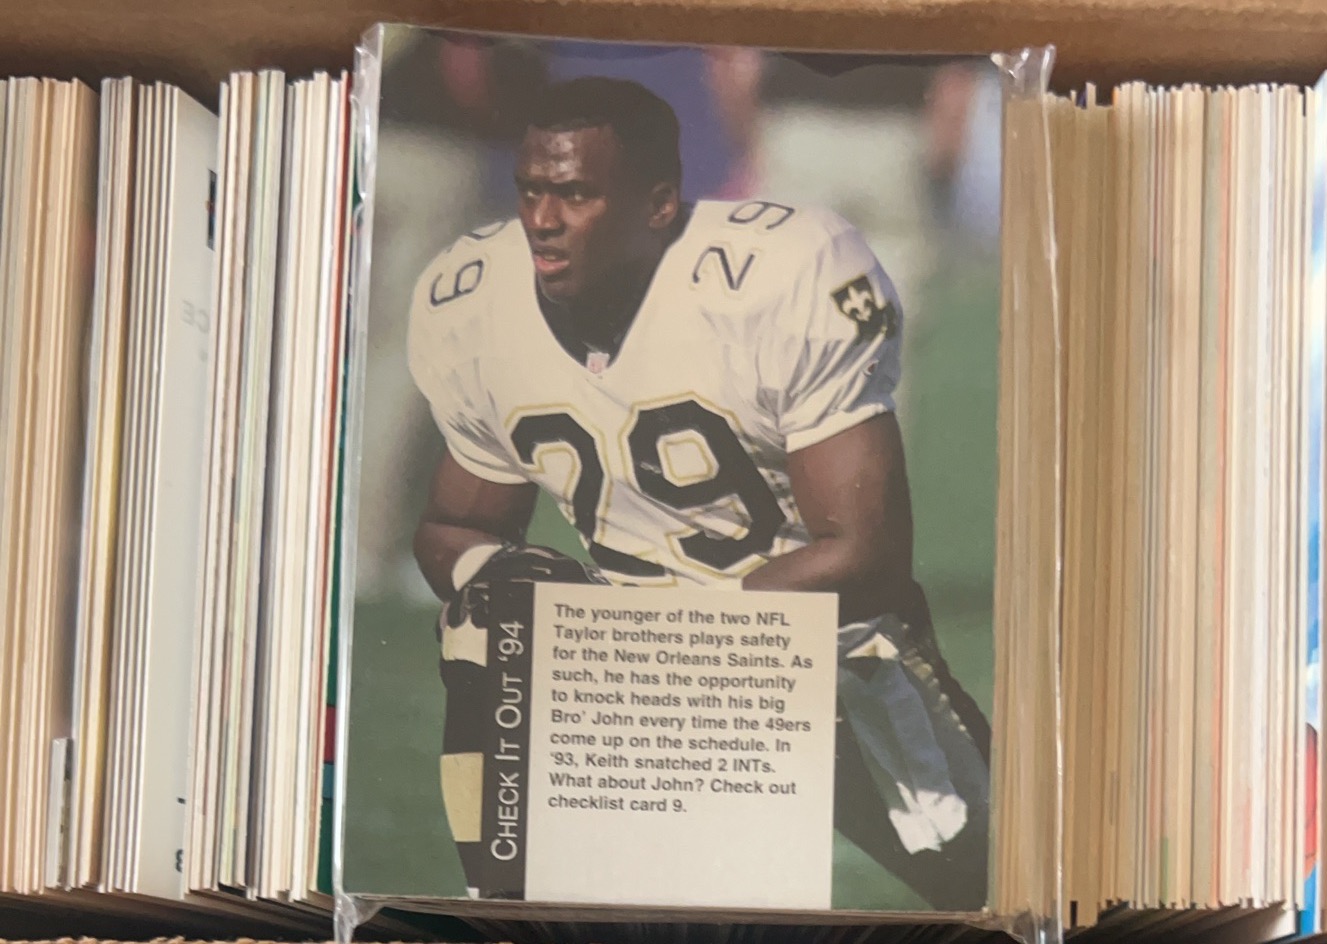 29
29
29
The younger of the two NFL
Taylor brothers plays safety
for the New Orleans Saints. As
such, he has the opportunity
to knock heads with his big
Bro' John every time the 49ers
come up on the schedule. In
'93, Keith snatched 2 INTs.
What about John? Check out
checklist card 9.
CHECK IT OUT '94